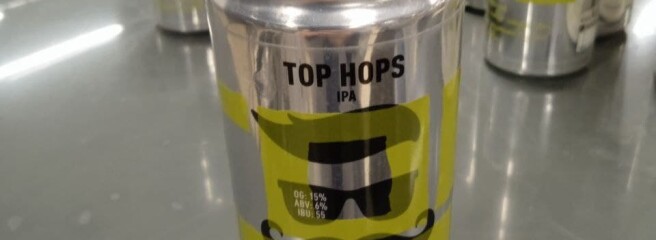 TOP HOPS
IPA
OG: 15%
ABV: 6%
IBU: 55